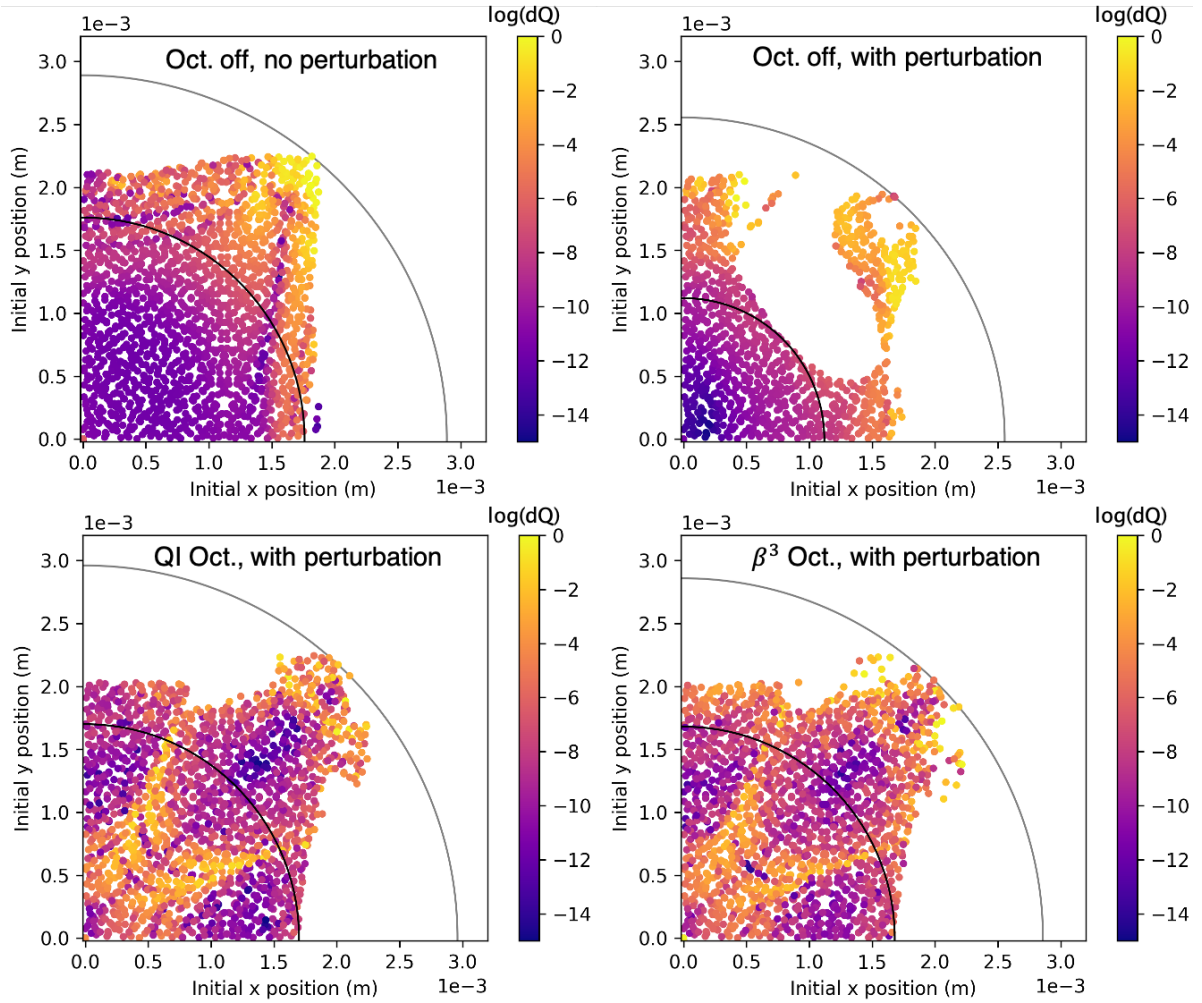 log(dQ)
1e−3
Oct. off, no perturbation
3.0
2.5
2.0
1.5
1.0
0.5
0.0
Initial y position (m)
0.0 0.5 1.0 1.5 2.0 2.5 3.0
Initial x position (m)
1e−3
0
−2
−4
−6
−8
−10
−12
−14
log(dQ)
1e−3
Oct. off, with perturbation
3.0
2.5
2.0
1.5
1.0
0.5
0.0
Initial y position (m)
0.0 0.5 1.0 1.5 2.0 2.5 3.0
Initial x position (m)
1e−3
0
−2
−4
−6
−8
−10
−12
−14
log(dQ)
1e−3
QI Oct., with perturbation
3.0
2.5
2.0
1.5
1.0
0.5
0.0
Initial y position (m)
0.0 0.5 1.0 1.5 2.0 2.5 3.0
Initial x position (m)
1e−3
0
−2
−4
−6
−8
−10
−12
−14
log(dQ)
1e−3
β³ Oct., with perturbation
3.0
2.5
2.0
1.5
1.0
0.5
0.0
Initial y position (m)
0.0 0.5 1.0 1.5 2.0 2.5 3.0
Initial x position (m)
1e−3
0
−2
−4
−6
−8
−10
−12
−14